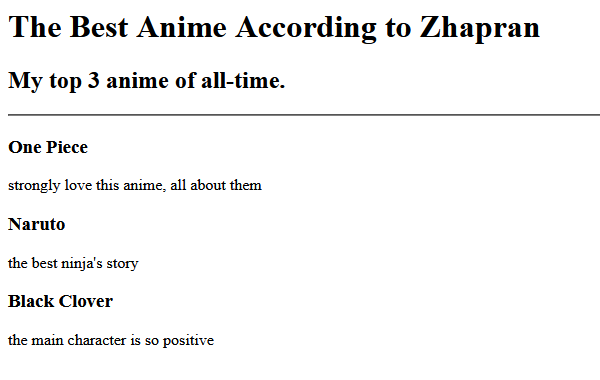 The Best Anime According to Zhapran
My top 3 anime of all-time.
One Piece
strongly love this anime, all about them
Naruto
the best ninja's story
Black Clover
the main character is so positive